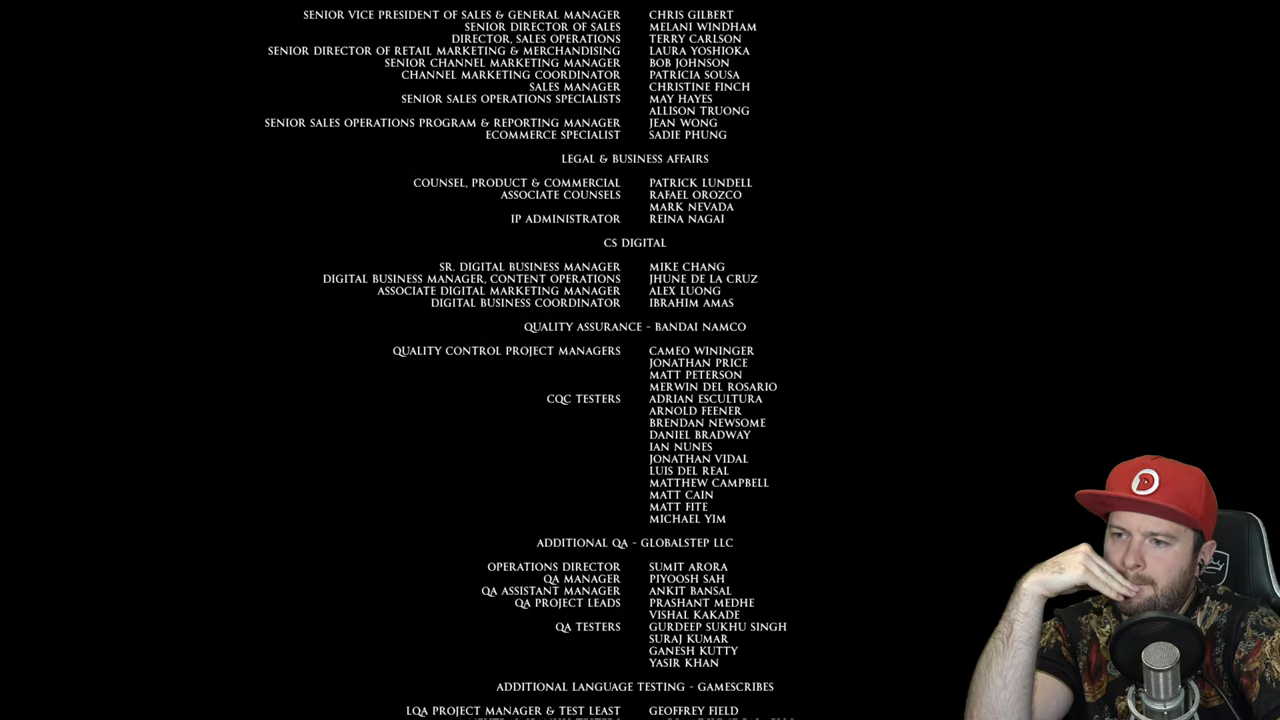 SENIOR VICE PRESIDENT OF SALES & GENERAL MANAGER CHRIS GILBERT
SENIOR DIRECTOR OF SALES MELANI WINDHAM
DIRECTOR, SALES OPERATIONS TERRY CARLSON
SENIOR DIRECTOR OF RETAIL MARKETING & MERCHANDISING LAURA YOSHIOKA
SENIOR CHANNEL MARKETING MANAGER BOB JOHNSON
CHANNEL MARKETING COORDINATOR PATRICIA SOUSA
SALES MANAGER CHRISTINE FINCH
SENIOR SALES OPERATIONS SPECIALISTS MAY HAYES
ALLISON TRUONG
SENIOR SALES OPERATIONS PROGRAM & REPORTING MANAGER JEAN WONG
ECOMMERCE SPECIALIST SADIE PHUNG
LEGAL & BUSINESS AFFAIRS
COUNSEL, PRODUCT & COMMERCIAL PATRICK LUNDELL
ASSOCIATE COUNSELS RAFAEL OROZCO
MARK NEVADA
IP ADMINISTRATOR REINA NAGAI
CS DIGITAL
SR. DIGITAL BUSINESS MANAGER MIKE CHANG
DIGITAL BUSINESS MANAGER, CONTENT OPERATIONS JHUNE DE LA CRUZ
ASSOCIATE DIGITAL MARKETING MANAGER ALEX LUONG
DIGITAL BUSINESS COORDINATOR IBRAHIM AMAS
QUALITY ASSURANCE - BANDAI NAMCO
QUALITY CONTROL PROJECT MANAGERS CAMEO WININGER
JONATHAN PRICE
MATT PETERSON
MERWIN DEL ROSARIO
CQC TESTERS ADRIAN ESCULTURA
ARNOLD FEENER
BRENDAN NEWSOME
DANIEL BRADWAY
IAN NUNES
JONATHAN VIDAL
LUIS DEL REAL
MATTHEW CAMPBELL
MATT CAIN
MATT FITE
MICHAEL YIM
ADDITIONAL QA - GLOBALSTEP LLC
OPERATIONS DIRECTOR SUMIT ARORA
QA MANAGER PIYOOSH SAH
QA ASSISTANT MANAGER ANKIT BANSAL
QA PROJECT LEADS PRASHANT MEDHE
VISHAL KAKADE
QA TESTERS GURDEEP SUKHU SINGH
SURAJ KUMAR
GANESH KUTTY
YASIR KHAN
ADDITIONAL LANGUAGE TESTING - GAMESCRIBES
LQA PROJECT MANAGER & TEST LEAST GEOFFREY FIELD